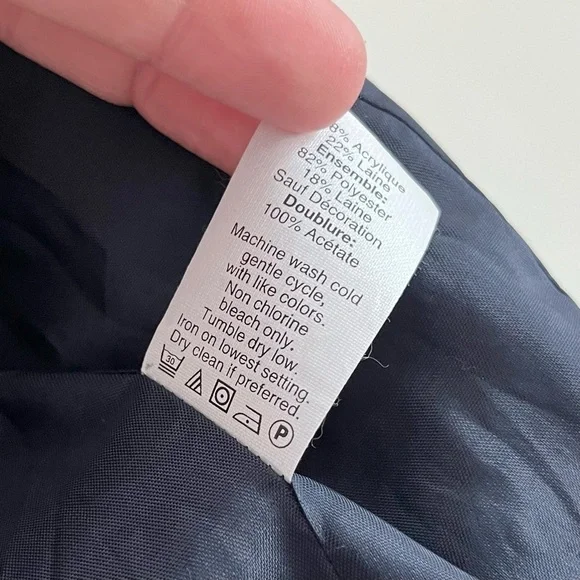 8% Acrylique
22% Laine
Ensemble:
82% Polyester
18% Laine
Sauf Décoration
Doublure:
100% Acétate
Machine wash cold
gentle cycle,
with like colors.
Non chlorine
bleach only.
Tumble dry low.
Iron on lowest setting.
Dry clean if preferred.
30
P